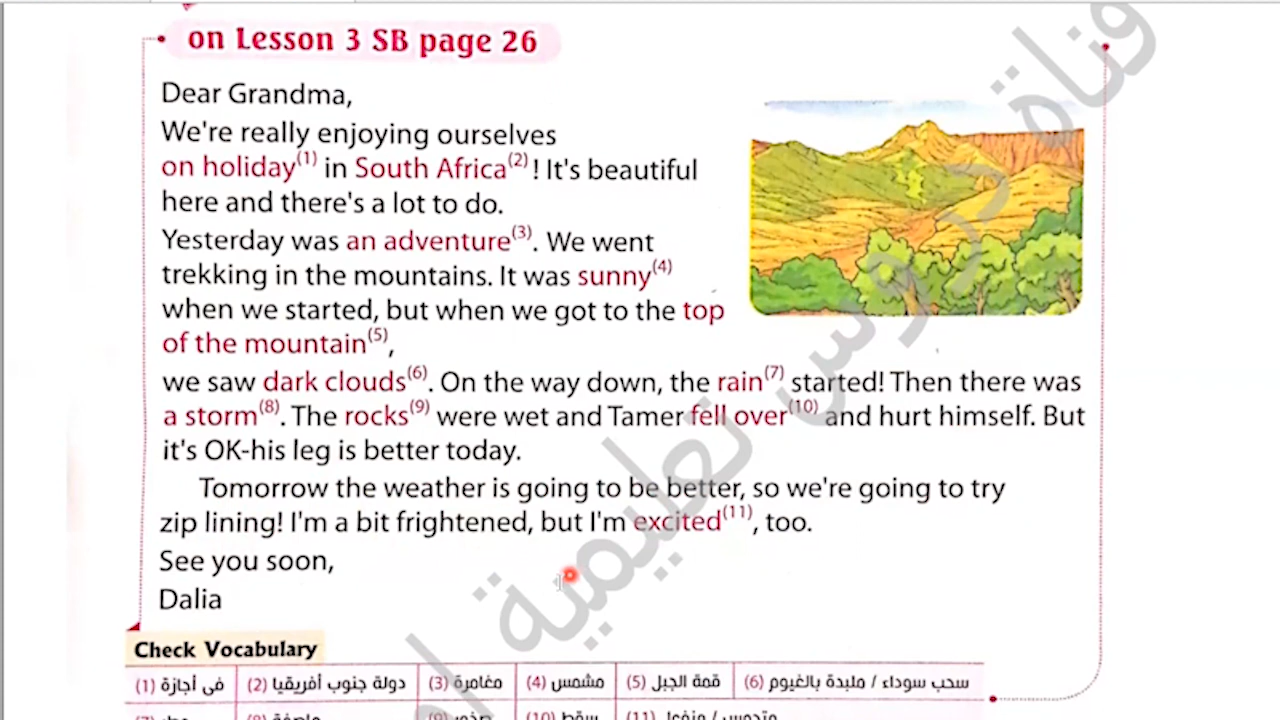 on Lesson 3 SB page 26
Dear Grandma,
We're really enjoying ourselves
on holiday(1) in South Africa(2)! It's beautiful
here and there's a lot to do.
Yesterday was an adventure(3). We went
trekking in the mountains. It was sunny(4)
when we started, but when we got to the top
of the mountain(5),
we saw dark clouds(6). On the way down, the rain(7) started! Then there was
a storm(8). The rocks(9) were wet and Tamer fell over(10) and hurt himself. But
it's OK-his leg is better today.
Tomorrow the weather is going to be better, so we're going to try
zip lining! I'm a bit frightened, but I'm excited(11), too.
See you soon,
Dalia
Check Vocabulary
(1) فى أجازة (2) دولة جنوب أفريقيا (3) مغامرة (4) مشمس (5) قمة الجبل (6) سحب سوداء / ملبدة بالغيوم
قناة دروس تعليمية